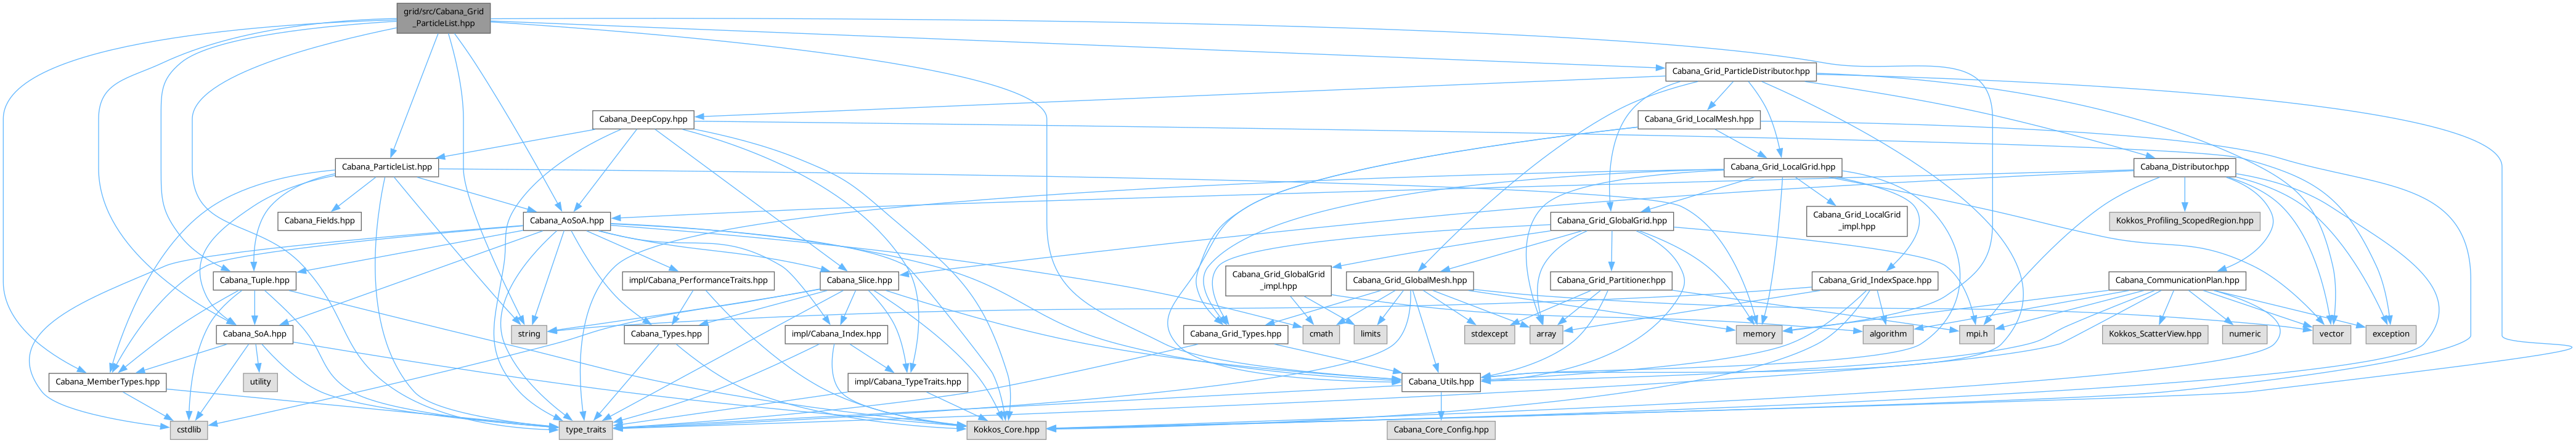 grid/src/Cabana_Grid
_ParticleList.hpp
Cabana_Grid_ParticleDistributor.hpp
Cabana_DeepCopy.hpp
Cabana_Grid_LocalMesh.hpp
Cabana_ParticleList.hpp
Cabana_Grid_LocalGrid.hpp
Cabana_Distributor.hpp
Cabana_Fields.hpp
Cabana_AoSoA.hpp
Cabana_Grid_GlobalGrid.hpp
Cabana_Grid_LocalGrid
_impl.hpp
Kokkos_Profiling_ScopedRegion.hpp
Cabana_Tuple.hpp
impl/Cabana_PerformanceTraits.hpp
Cabana_Slice.hpp
Cabana_Grid_GlobalGrid
_impl.hpp
Cabana_Grid_GlobalMesh.hpp
Cabana_Grid_Partitioner.hpp
Cabana_Grid_IndexSpace.hpp
Cabana_CommunicationPlan.hpp
Cabana_SoA.hpp
string
Cabana_Types.hpp
impl/Cabana_Index.hpp
Cabana_Grid_Types.hpp
cmath
limits
stdexcept
array
memory
algorithm
mpi.h
Kokkos_ScatterView.hpp
numeric
vector
exception
Cabana_MemberTypes.hpp
utility
impl/Cabana_TypeTraits.hpp
Cabana_Utils.hpp
cstdlib
type_traits
Kokkos_Core.hpp
Cabana_Core_Config.hpp